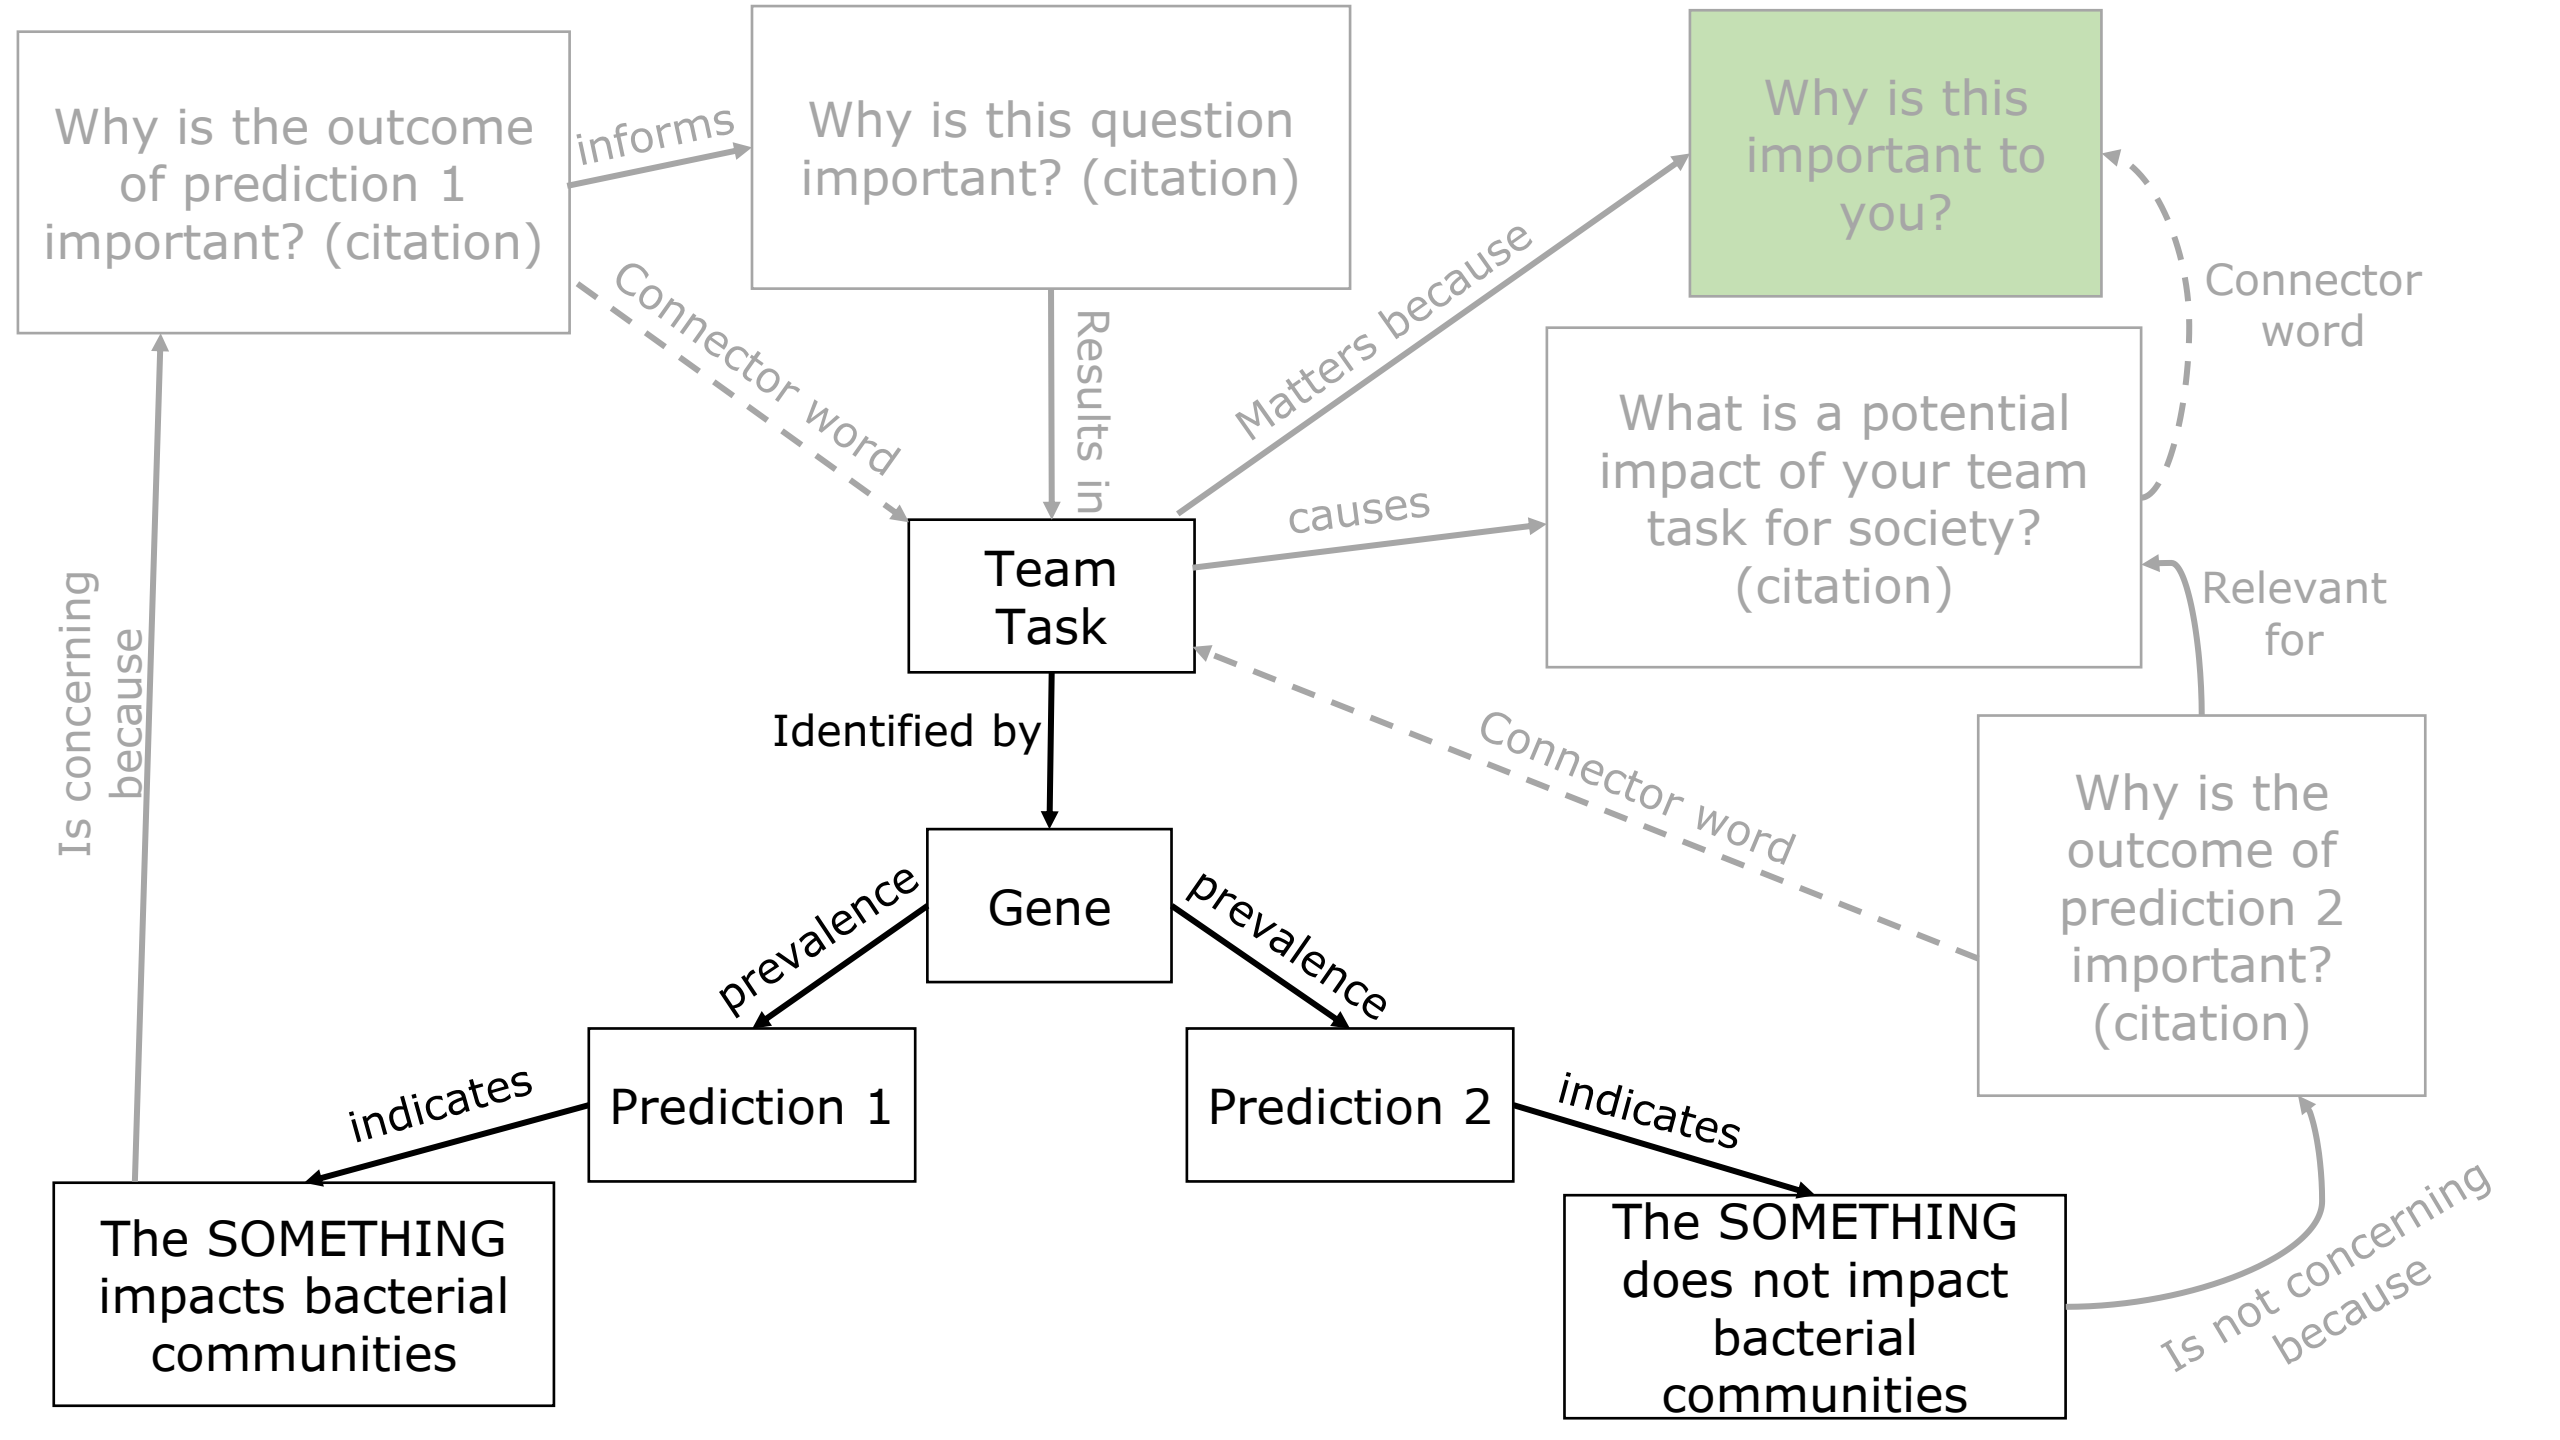 Why is the outcome
of prediction 1
important? (citation)
informs
Why is this question
important? (citation)
Why is this
important to
you?
Connector
word
Connector word
Results in
Matters because
What is a potential
impact of your team
task for society?
(citation)
causes
Relevant
for
Team
Task
Is concerning
because
Identified by
Connector word
Why is the
outcome of
prediction 2
important?
(citation)
Gene
prevalence
prevalence
Prediction 1
Prediction 2
indicates
indicates
The SOMETHING
impacts bacterial
communities
The SOMETHING
does not impact
bacterial
communities
Is not concerning
because